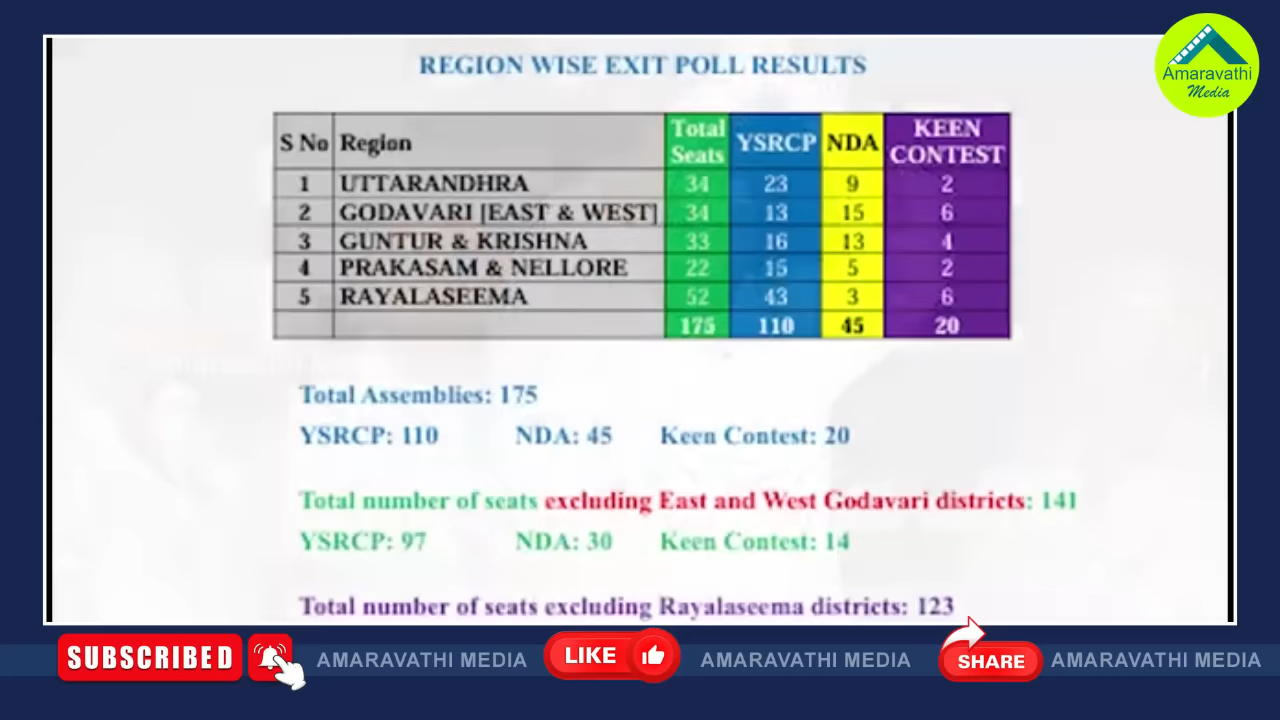 REGION WISE EXIT POLL RESULTS
Amaravathi
Media
S No Region Total Seats YSRCP NDA KEEN CONTEST
1 UTTARANDHRA 34 23 9 2
2 GODAVARI [EAST & WEST] 34 13 15 6
3 GUNTUR & KRISHNA 33 16 13 4
4 PRAKASAM & NELLORE 22 15 5 2
5 RAYALASEEMA 52 43 3 6
175 110 45 20
Total Assemblies: 175
YSRCP: 110 NDA: 45 Keen Contest: 20
Total number of seats excluding East and West Godavari districts: 141
YSRCP: 97 NDA: 30 Keen Contest: 14
Total number of seats excluding Rayalaseema districts: 123
SUBSCRIBED AMARAVATHI MEDIA LIKE AMARAVATHI MEDIA SHARE AMARAVATHI MEDIA